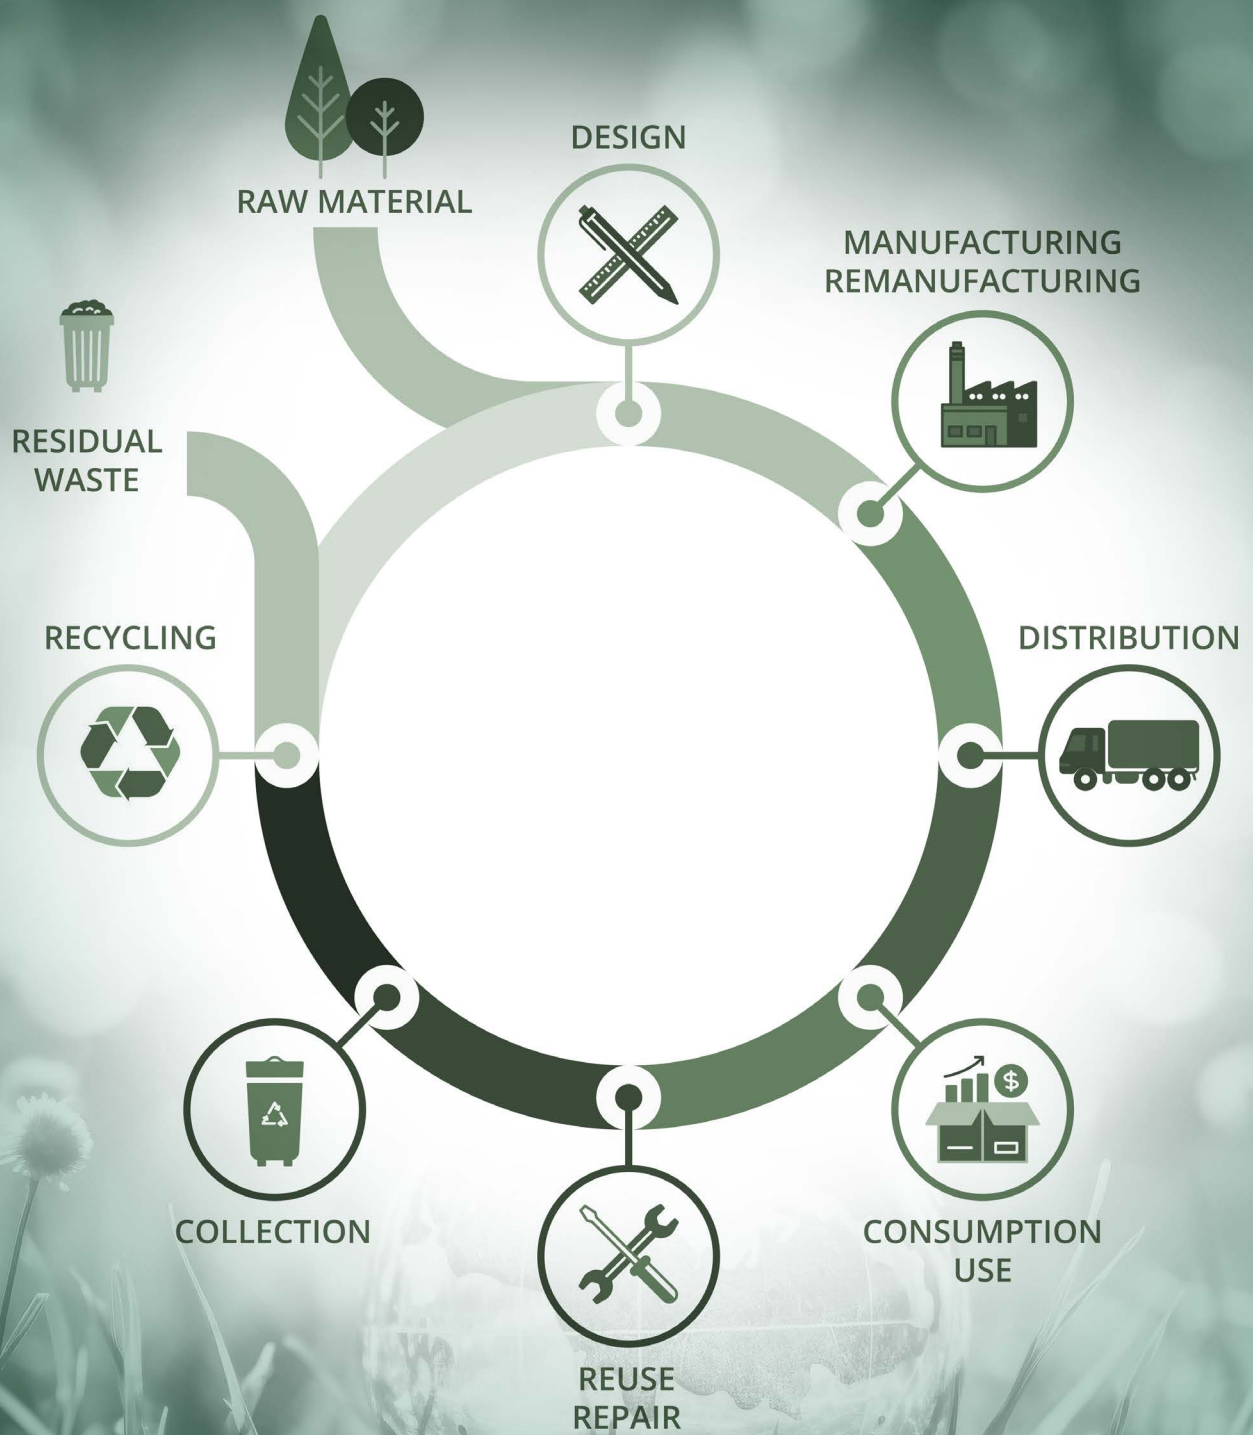 RAW MATERIAL
DESIGN
MANUFACTURING
REMANUFACTURING
DISTRIBUTION
CONSUMPTION
USE
REUSE
REPAIR
COLLECTION
RECYCLING
RESIDUAL
WASTE
$